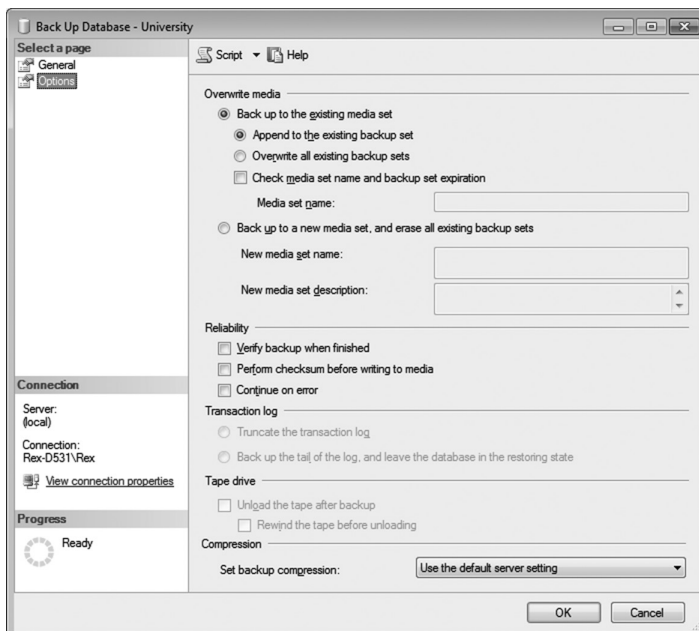 Back Up Database - University
Select a page
General
Options
Script
Help
Overwrite media
Back up to the existing media set
Append to the existing backup set
Overwrite all existing backup sets
Check media set name and backup set expiration
Media set name:
Back up to a new media set, and erase all existing backup sets
New media set name:
New media set description:
Reliability
Verify backup when finished
Perform checksum before writing to media
Continue on error
Transaction log
Truncate the transaction log
Back up the tail of the log, and leave the database in the restoring state
Tape drive
Unload the tape after backup
Rewind the tape before unloading
Compression
Set backup compression:
Use the default server setting
Connection
Server:
(local)
Connection:
Rex-D531\Rex
View connection properties
Progress
Ready
OK
Cancel